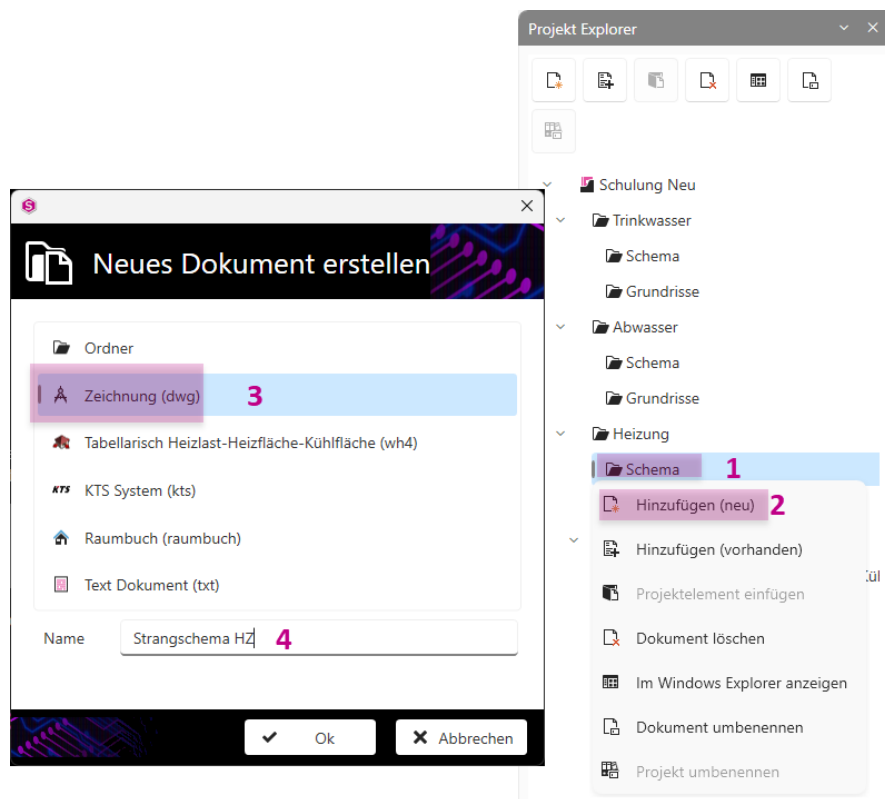 Projekt Explorer
Schulung Neu
Trinkwasser
Schema
Grundrisse
Abwasser
Schema
Grundrisse
Heizung
Schema 1
Hinzufügen (neu) 2
Hinzufügen (vorhanden)
Projektelement einfügen
Dokument löschen
Im Windows Explorer anzeigen
Dokument umbenennen
Projekt umbenennen
S
Neues Dokument erstellen
Ordner
Zeichnung (dwg) 3
Tabellarisch Heizlast-Heizfläche-Kühlfläche (wh4)
KTS KTS System (kts)
Raumbuch (raumbuch)
Text Dokument (txt)
Name Strangschema HZ 4
Ok Abbrechen